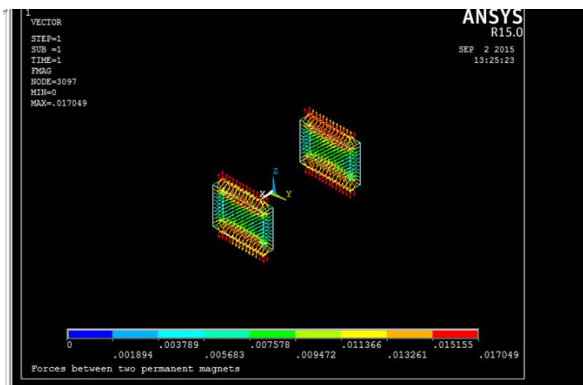 1
VECTOR
STEP=1
SUB =1
TIME=1
FMAG
NODE=3097
MIN=0
MAX=.017049
ANSYS
R15.0
SEP 2 2015
13:25:23
Z
X Y
0 .003789 .007578 .011366 .015155
.001894 .005683 .009472 .013261 .017049
Forces between two permanent magnets